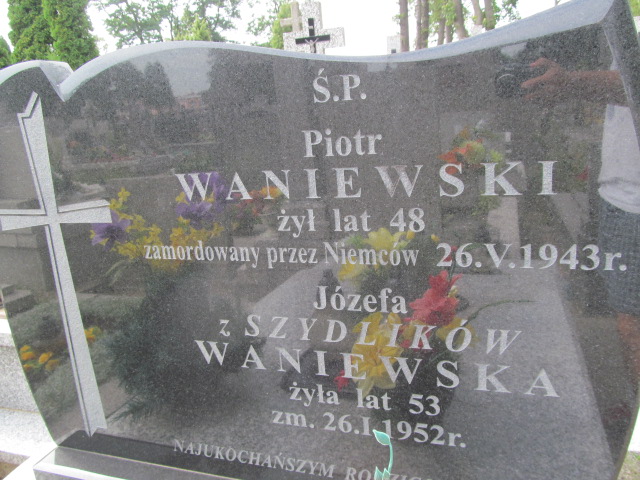 Ś.P.
Piotr
WANIEWSKI
żył lat 48
zamordowany przez Niemców 26.V.1943r.
Józefa
z SZYDLIKÓW
WANIEWSKA
żyła lat 53
zm. 26.I.1952r.
NAJUKOCHAŃSZYM